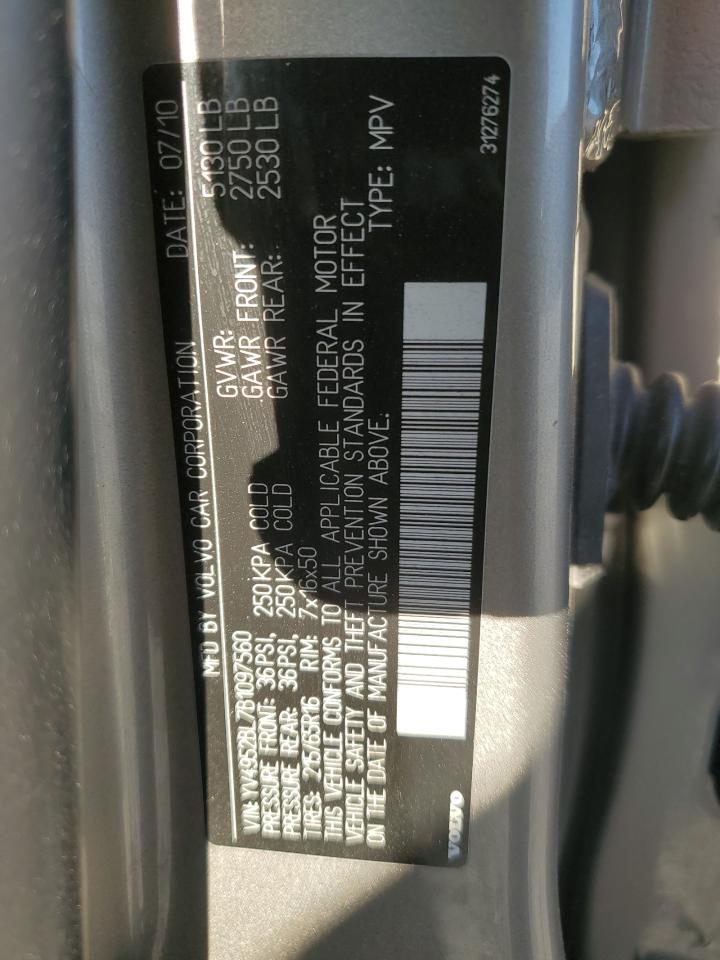 MFD BY VOLVO CAR CORPORATION DATE: 07/10
GVWR: 5130 LB
VIN: YV4952BL7B1097560 GAWR FRONT: 2750 LB
PRESSURE FRONT: 36PSI, 250KPA COLD GAWR REAR: 2530 LB
PRESSURE REAR: 36PSI, 250KPA COLD
TIRES: 215/65R16 RIM: 7x16x50
THIS VEHICLE CONFORMS TO ALL APPLICABLE FEDERAL MOTOR
VEHICLE SAFETY AND THEFT PREVENTION STANDARDS IN EFFECT
ON THE DATE OF MANUFACTURE SHOWN ABOVE. TYPE: MPV
VOLVO 31276274